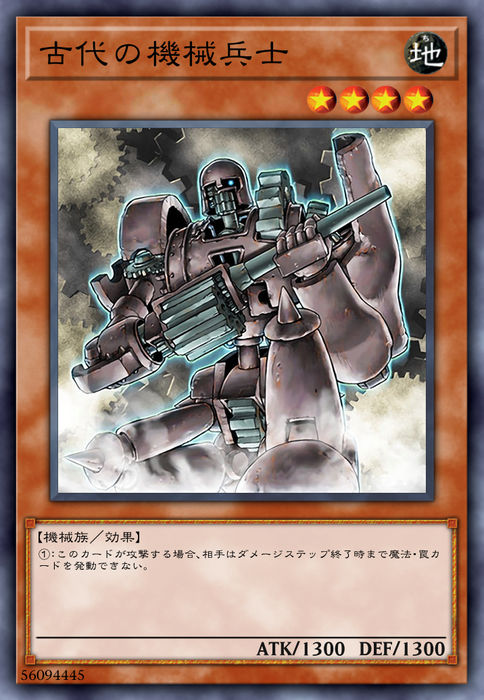 古代の機械兵士
ち
地
【機械族／効果】
①：このカードが攻撃する場合、相手はダメージステップ終了時まで魔法・罠カ
ードを発動できない。
ATK/1300 DEF/1300
56094445